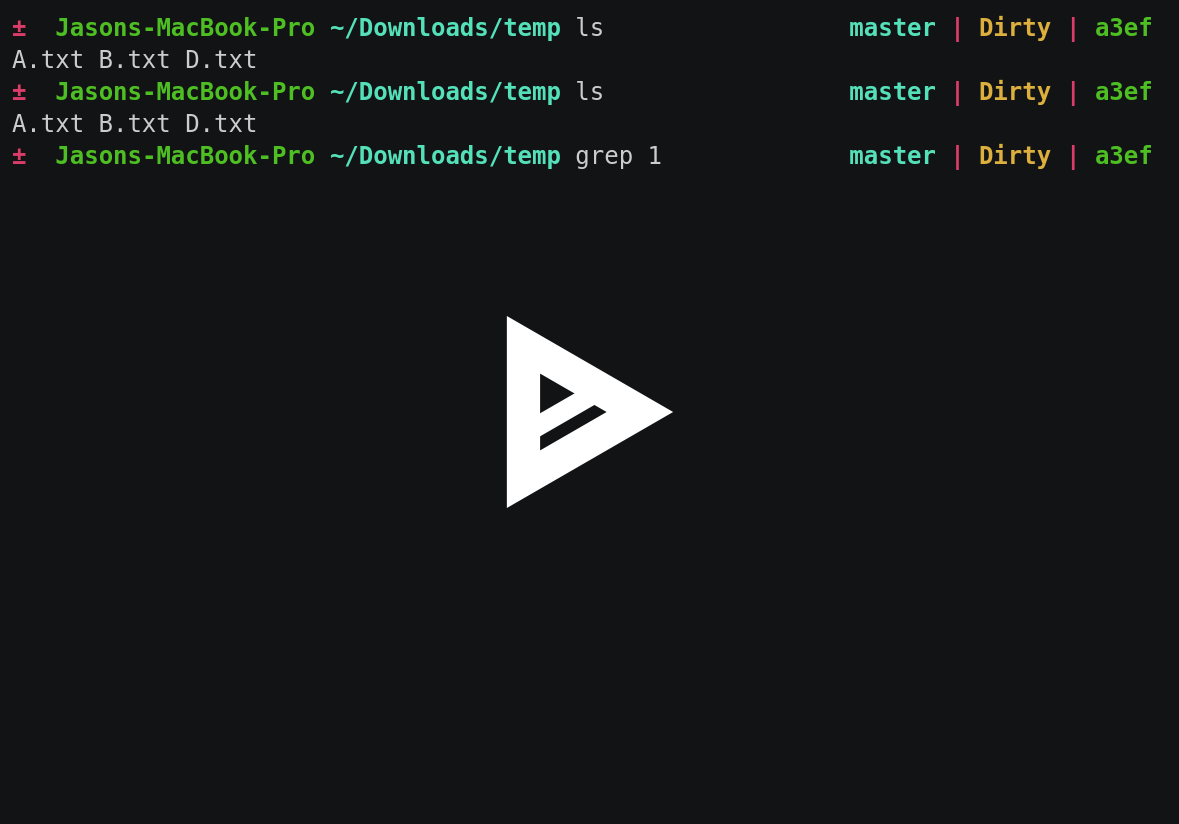 ± Jasons-MacBook-Pro ~/Downloads/temp ls master | Dirty | a3ef
A.txt B.txt D.txt
± Jasons-MacBook-Pro ~/Downloads/temp ls master | Dirty | a3ef
A.txt B.txt D.txt
± Jasons-MacBook-Pro ~/Downloads/temp grep 1 master | Dirty | a3ef